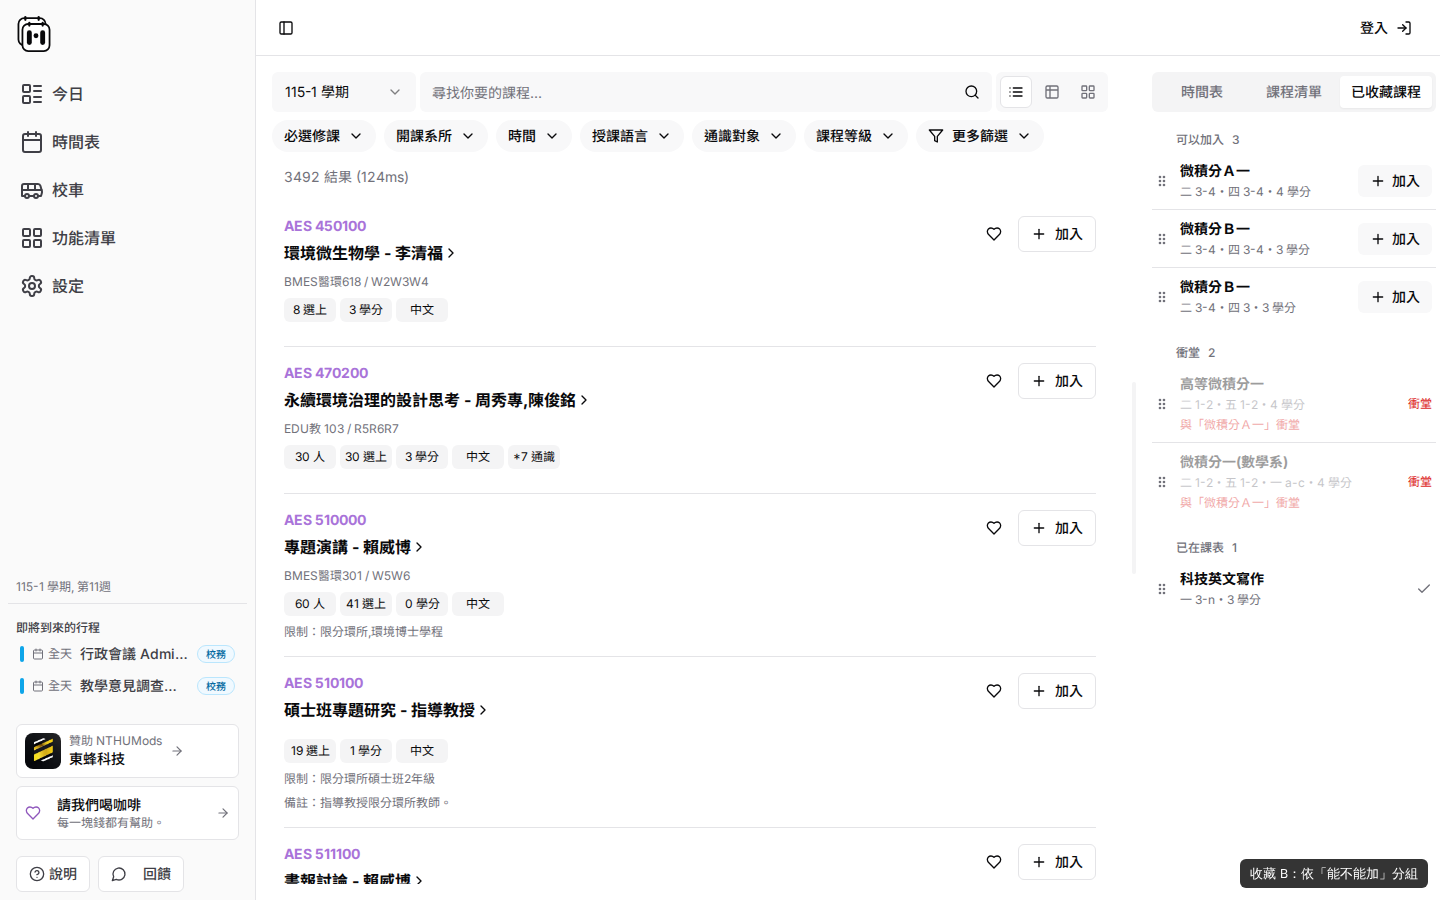 今日
時間表
校車
功能清單
設定
115-1 學期, 第11週
即將到來的行程
全天 行政會議 Admi... 校務
全天 教學意見調查... 校務
贊助 NTHUMods
東蜂科技
請我們喝咖啡
每一塊錢都有幫助。
說明
回饋
登入
115-1 學期
尋找你要的課程...
必選修課
開課系所
時間
授課語言
通識對象
課程等級
更多篩選
3492 結果 (124ms)
AES 450100
環境微生物學 - 李清福
BMES醫環618 / W2W3W4
8 選上 3 學分 中文
加入
AES 470200
永續環境治理的設計思考 - 周秀專,陳俊銘
EDU教 103 / R5R6R7
30 人 30 選上 3 學分 中文 *7 通識
加入
AES 510000
專題演講 - 賴威博
BMES醫環301 / W5W6
60 人 41 選上 0 學分 中文
限制：限分環所,環境博士學程
加入
AES 510100
碩士班專題研究 - 指導教授
19 選上 1 學分 中文
限制：限分環所碩士班2年級
備註：指導教授限分環所教師。
加入
AES 511100
書報討論 - 賴威博
加入
時間表
課程清單
已收藏課程
可以加入 3
微積分Ａ一
二 3-4・四 3-4・4 學分
加入
微積分Ｂ一
二 3-4・四 3-4・3 學分
加入
微積分Ｂ一
二 3-4・四 3・3 學分
加入
衝堂 2
高等微積分一
二 1-2・五 1-2・4 學分
與「微積分Ａ一」衝堂
衝堂
微積分一(數學系)
二 1-2・五 1-2・一 a-c・4 學分
與「微積分Ａ一」衝堂
衝堂
已在課表 1
科技英文寫作
一 3-n・3 學分
收藏 B：依「能不能加」分組